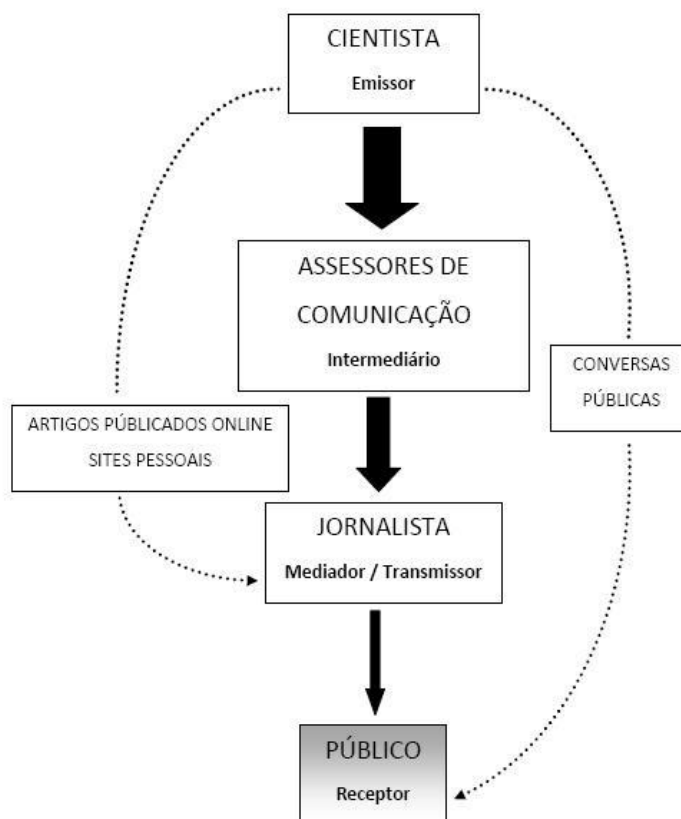 CIENTISTA
Emissor
ASSESSORES DE
COMUNICAÇÃO
Intermediário
CONVERSAS
PÚBLICAS
ARTIGOS PÚBLICADOS ONLINE
SITES PESSOAIS
JORNALISTA
Mediador / Transmissor
PÚBLICO
Receptor